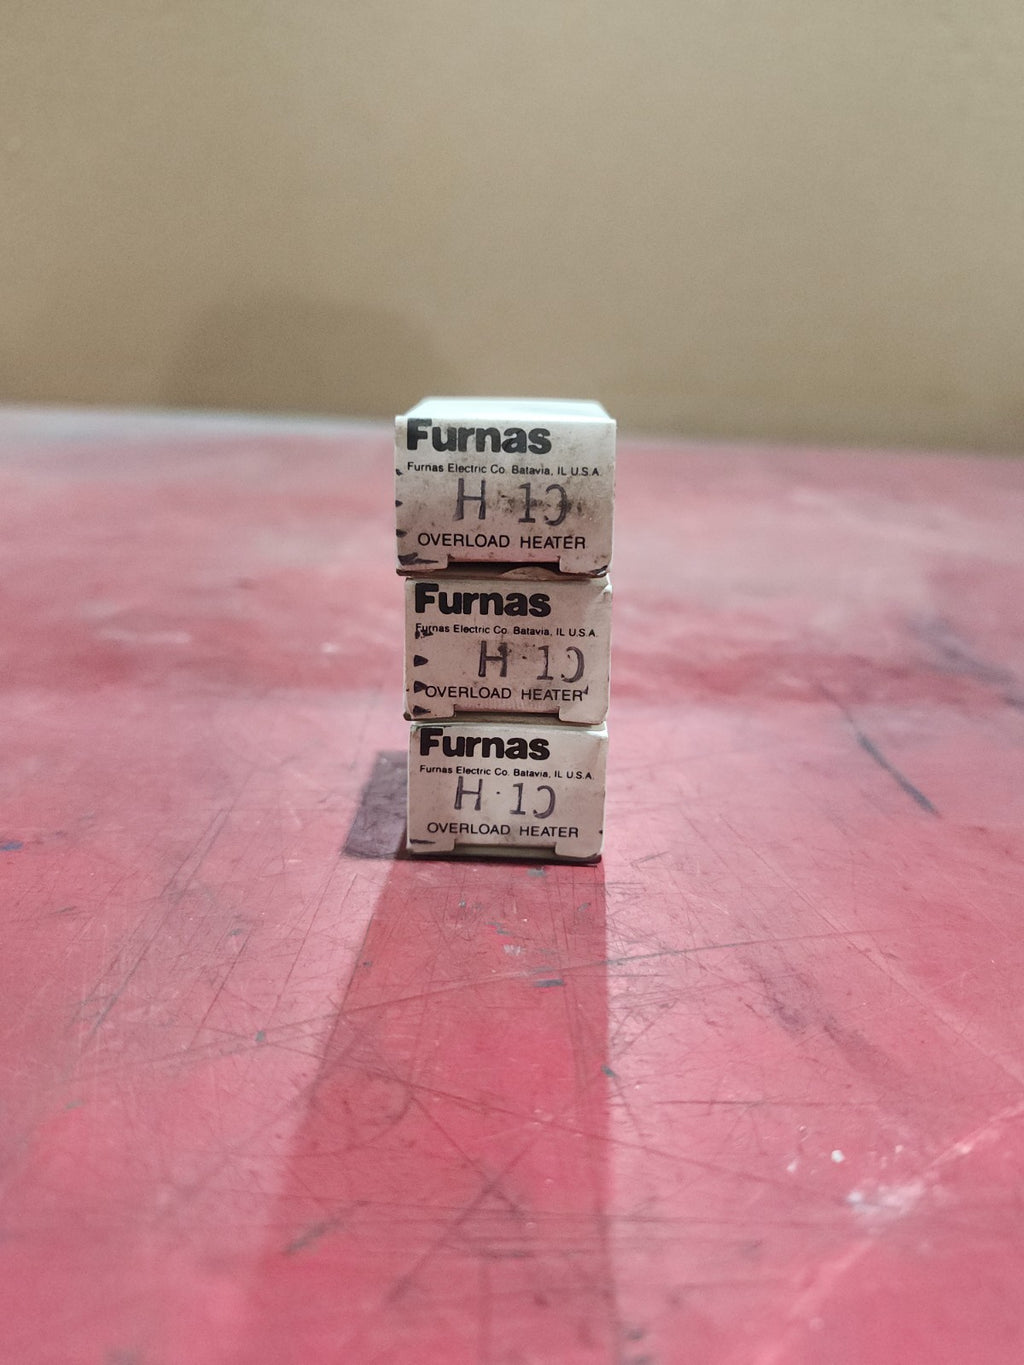 Furnas
Furnas Electric Co. Batavia, IL U.S.A.
H 10
OVERLOAD HEATER
Furnas
Furnas Electric Co. Batavia, IL U.S.A.
H 10
OVERLOAD HEATER
Furnas
Furnas Electric Co. Batavia, IL U.S.A.
H 10
OVERLOAD HEATER